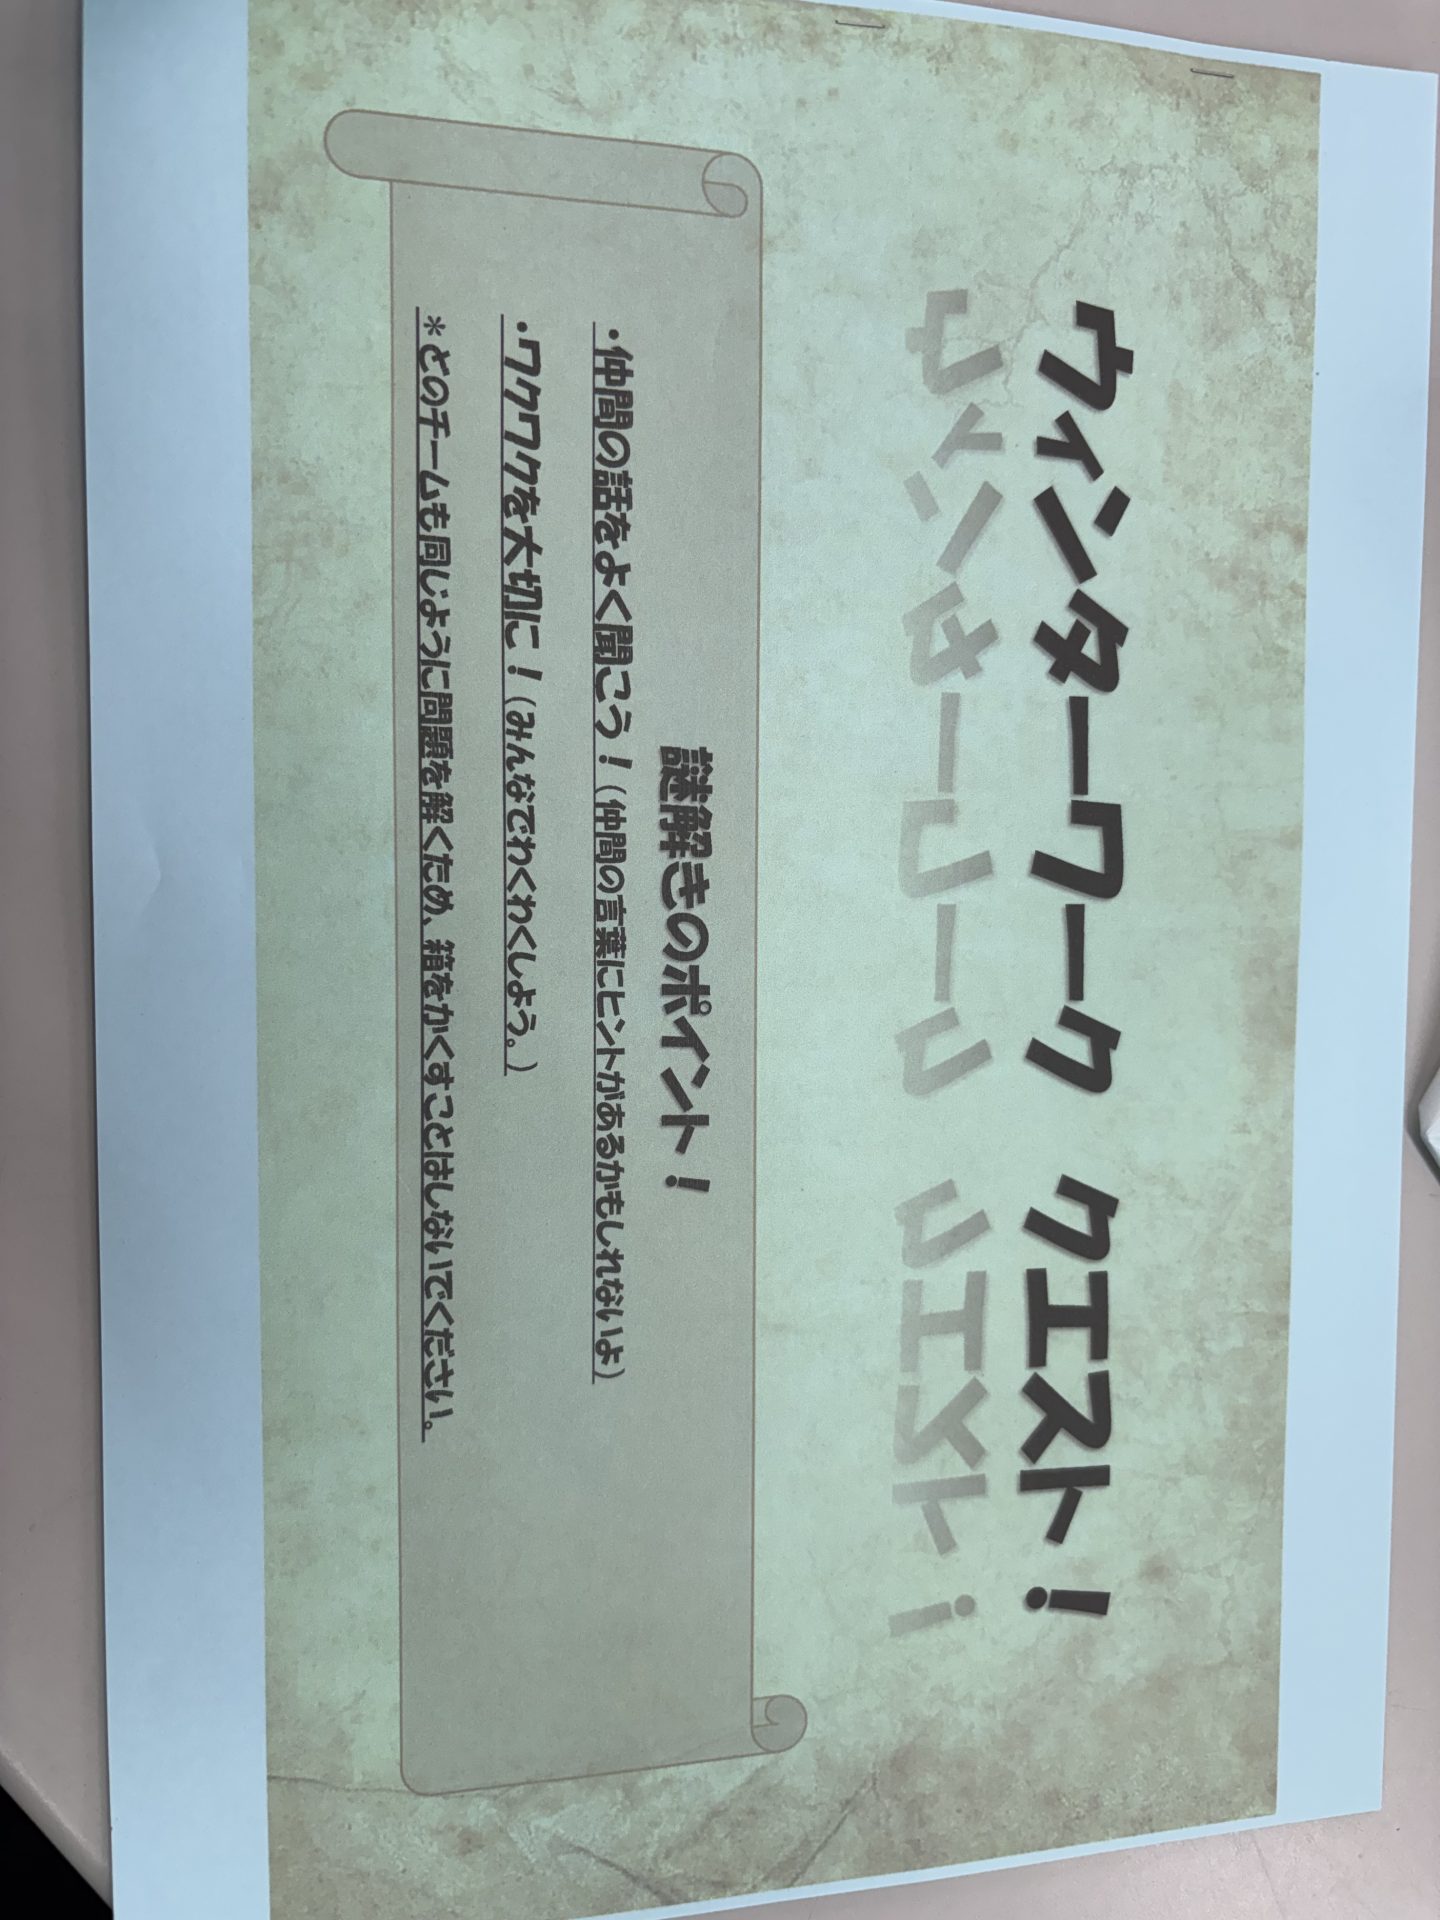 ウィンターワーク クエスト！
謎解きのポイント！
・仲間の話をよく聞こう！（仲間の言葉にヒントがあるかもしれないよ）
・ワクワクを大切に！（みんなでわくわくしよう。）
＊どのチームも同じように問題を解くため、箱をかくすことはしないでください。